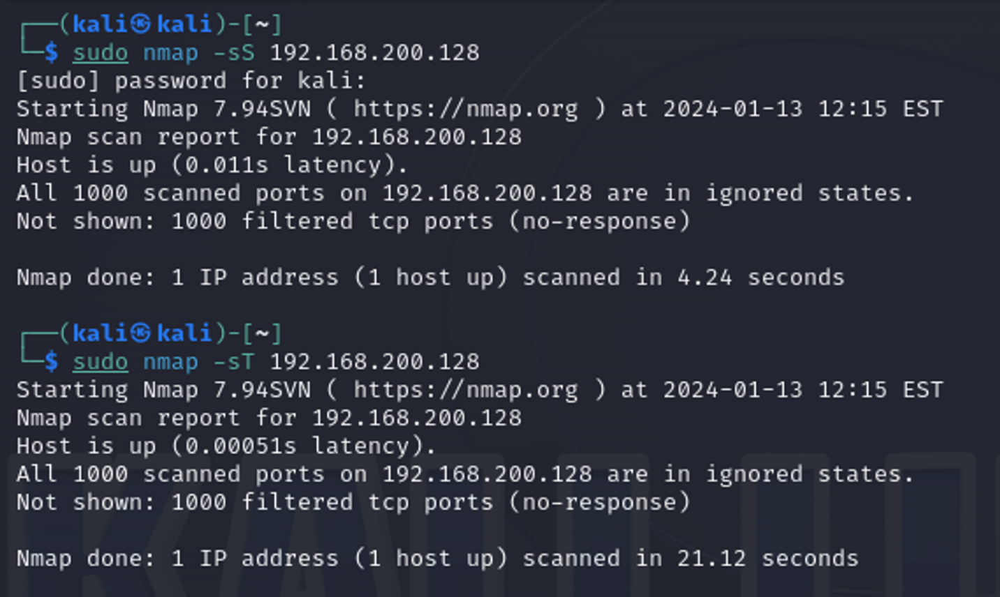 ┌──(kali㉿kali)-[~]
└─$ sudo nmap -sS 192.168.200.128
[sudo] password for kali:
Starting Nmap 7.94SVN ( https://nmap.org ) at 2024-01-13 12:15 EST
Nmap scan report for 192.168.200.128
Host is up (0.011s latency).
All 1000 scanned ports on 192.168.200.128 are in ignored states.
Not shown: 1000 filtered tcp ports (no-response)

Nmap done: 1 IP address (1 host up) scanned in 4.24 seconds

┌──(kali㉿kali)-[~]
└─$ sudo nmap -sT 192.168.200.128
Starting Nmap 7.94SVN ( https://nmap.org ) at 2024-01-13 12:15 EST
Nmap scan report for 192.168.200.128
Host is up (0.00051s latency).
All 1000 scanned ports on 192.168.200.128 are in ignored states.
Not shown: 1000 filtered tcp ports (no-response)

Nmap done: 1 IP address (1 host up) scanned in 21.12 seconds